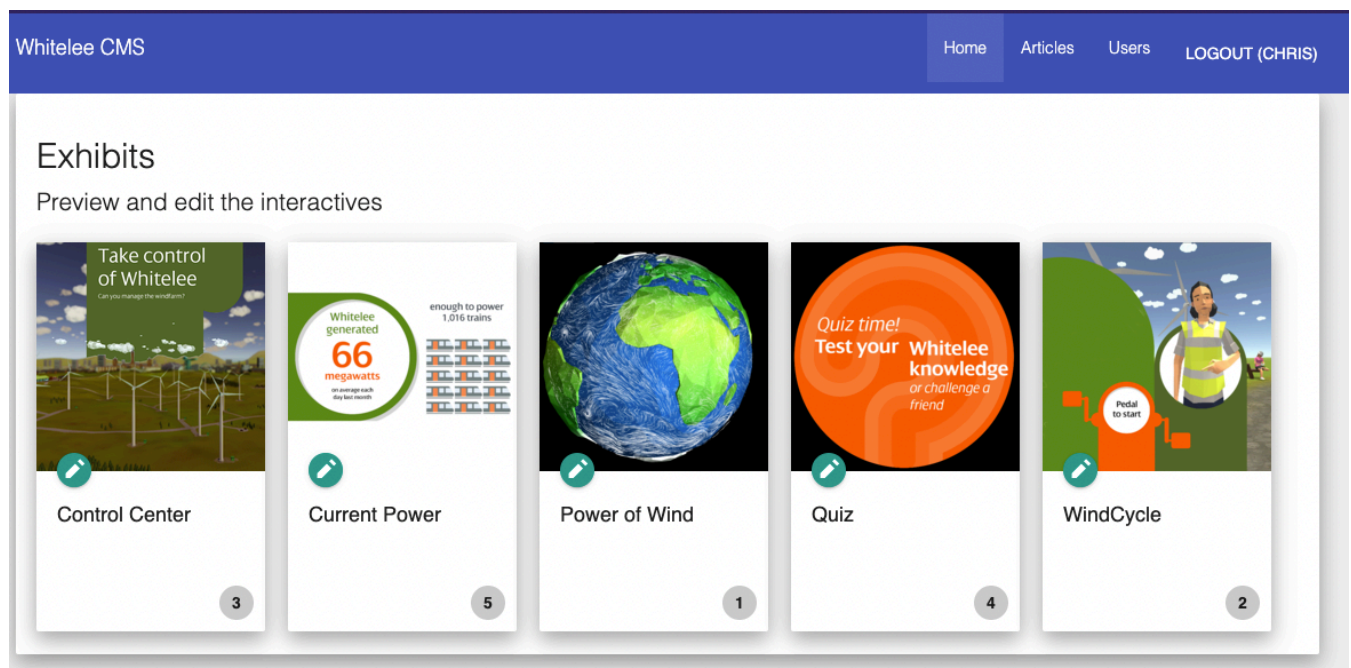 Whitelee CMS
Home
Articles
Users
LOGOUT (CHRIS)
Exhibits
Preview and edit the interactives
Take control
of Whitelee
Can you manage the windfarm?
Control Center
3
Whitelee
generated
66
megawatts
on average each
day last month
enough to power
1,016 trains
Current Power
5
Power of Wind
1
Quiz time!
Test your
Whitelee
knowledge
or challenge a
friend
Quiz
4
Pedal
to start
WindCycle
2